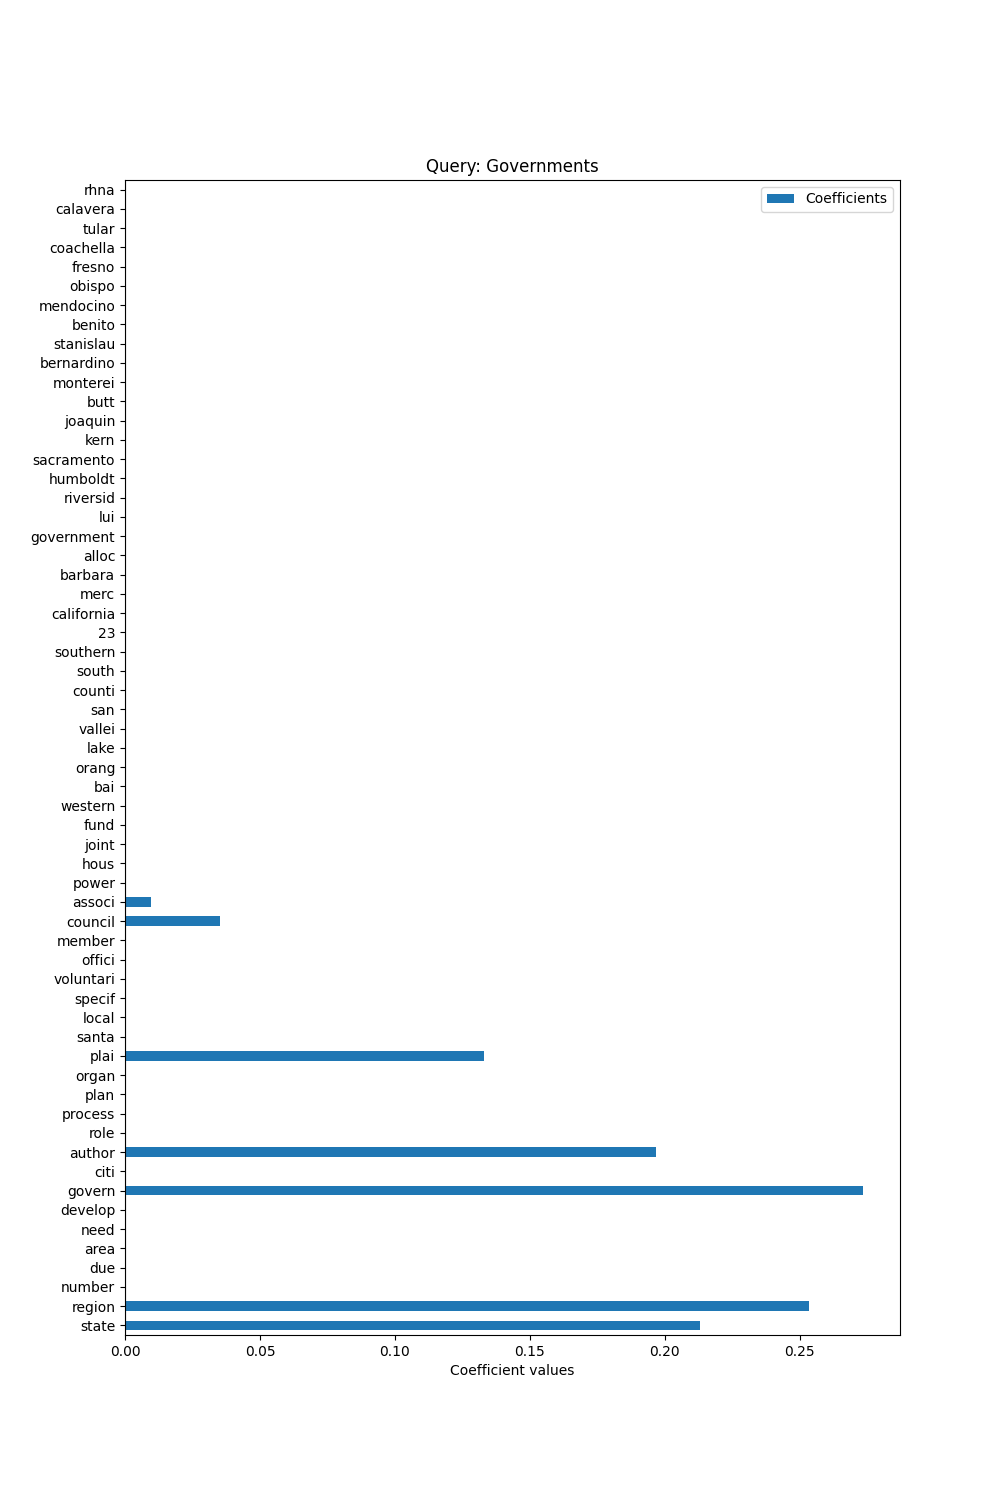 Query: Governments
Coefficients
rhna
calavera
tular
coachella
fresno
obispo
mendocino
benito
stanislau
bernardino
monterei
butt
joaquin
kern
sacramento
humboldt
riversid
lui
government
alloc
barbara
merc
california
23
southern
south
counti
san
vallei
lake
orang
bai
western
fund
joint
hous
power
associ
council
member
offici
voluntari
specif
local
santa
plai
organ
plan
process
role
author
citi
govern
develop
need
area
due
number
region
state
0.00 0.05 0.10 0.15 0.20 0.25
Coefficient values